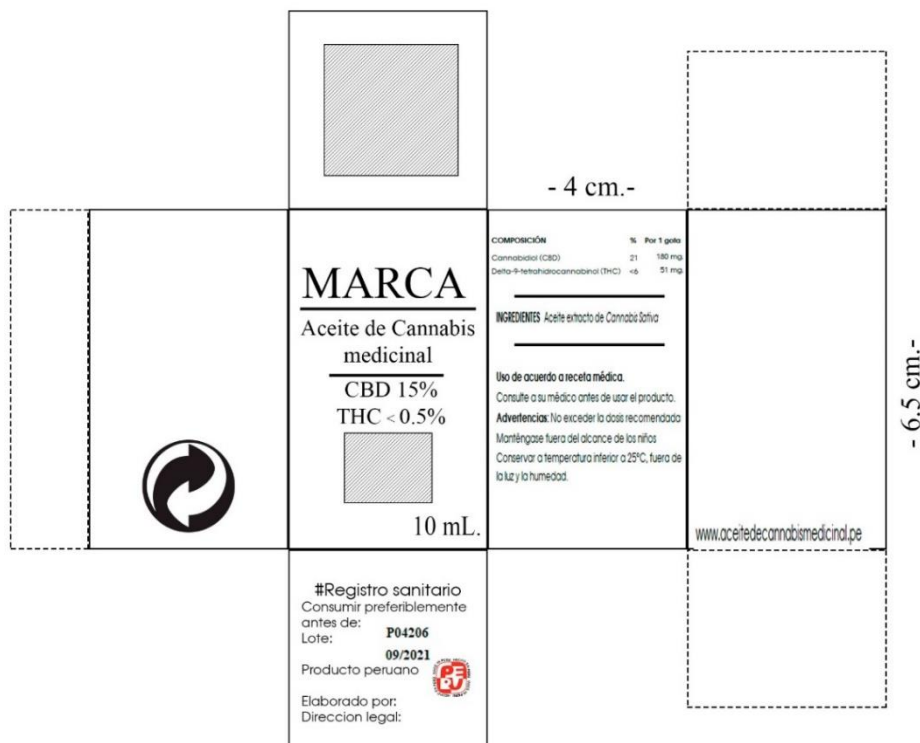 - 4 cm.-
MARCA
Aceite de Cannabis
medicinal
CBD 15%
THC < 0.5%
10 mL.
COMPOSICIÓN % Por 1 gota
Cannabidiol (CBD) 21 180 mg.
Delta-9-tetrahidrocannabinol (THC) <6 51 mg.
INGREDIENTES Aceite extracto de Cannabis Sativa
Uso de acuerdo a receta médica.
Consulte a su médico antes de usar el producto.
Advertencias: No exceder la dosis recomendada
Manténgase fuera del alcance de los niños
Conservar a temperatura inferior a 25°C, fuera de
la luz y la humedad.
www.aceitedecannabismedicinal.pe
- 6.5 cm.-
#Registro sanitario
Consumir preferiblemente
antes de:
Lote: P04206
09/2021
Producto peruano
PERU
Elaborado por:
Direccion legal: